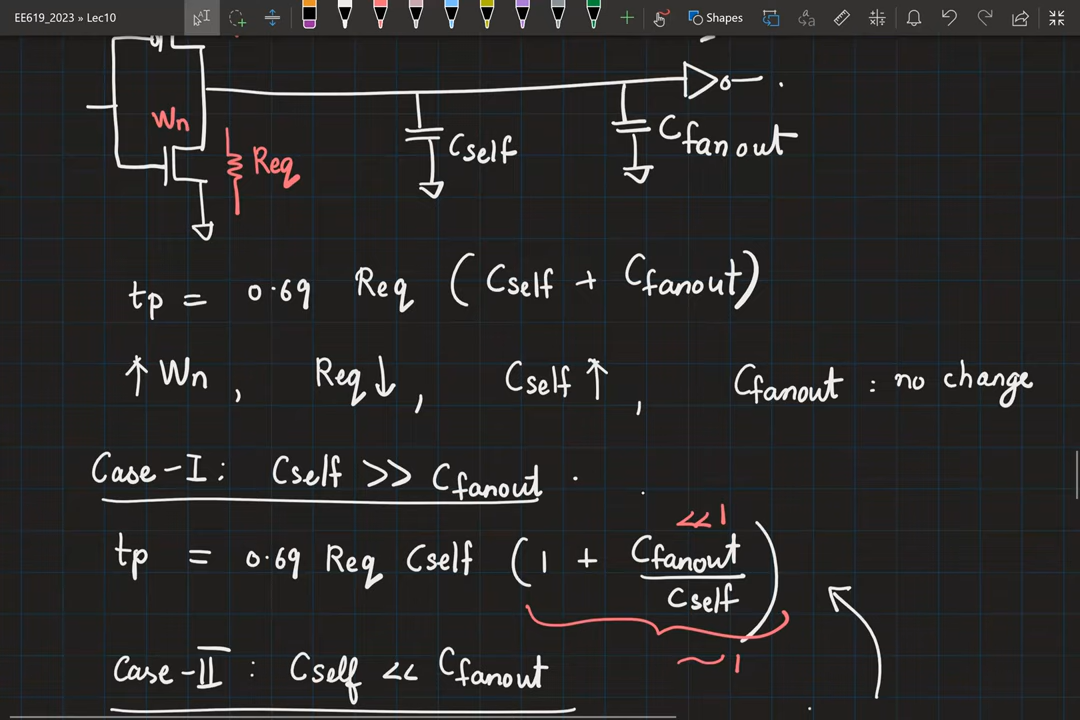 EE619_2023 » Lec10
Shapes
Wn
Req
Cself
Cfanout
tp = 0.69 Req (Cself + Cfanout)
↑ Wn, Req ↓, Cself ↑, Cfanout : no change
Case-I: Cself >> Cfanout
<<1
tp = 0.69 Req Cself (1 + Cfanout / Cself)
~1
Case-II : Cself << Cfanout